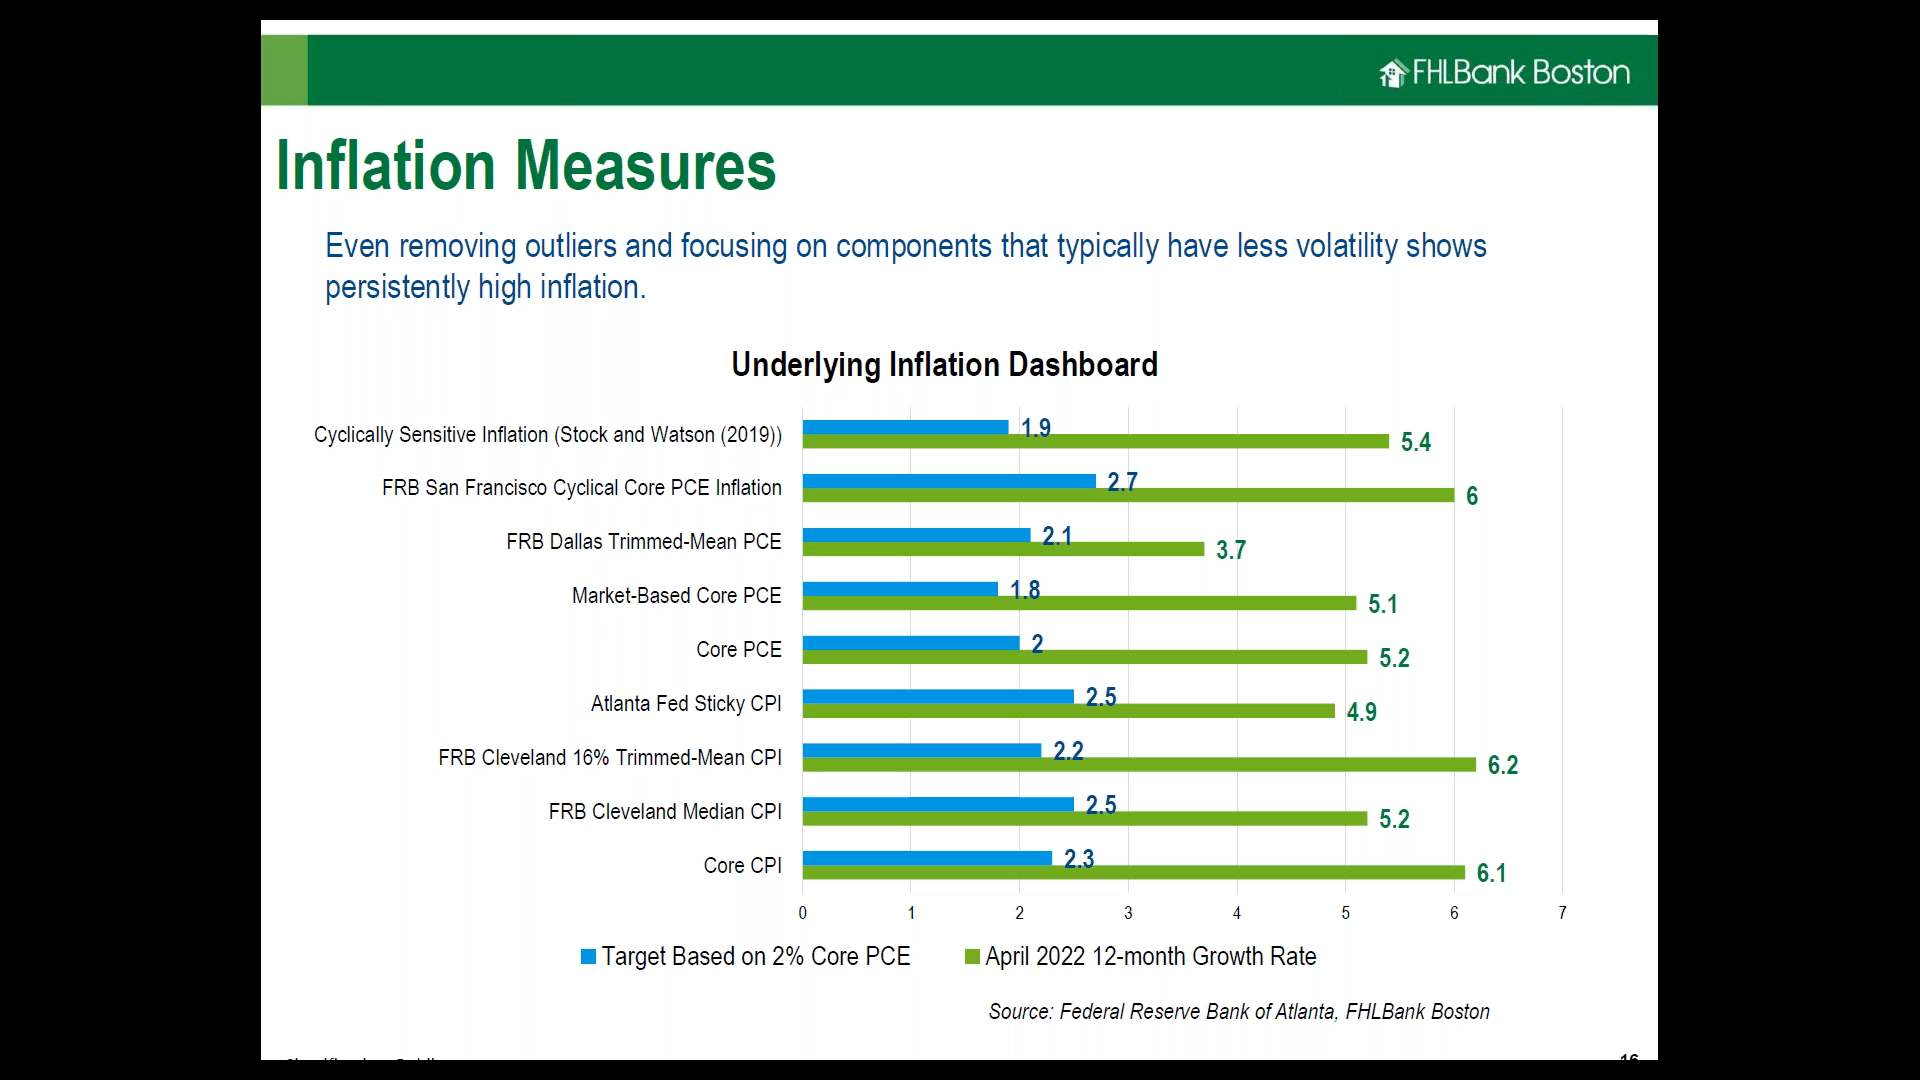 FHLBank Boston
Inflation Measures
Even removing outliers and focusing on components that typically have less volatility shows
persistently high inflation.
Underlying Inflation Dashboard
Cyclically Sensitive Inflation (Stock and Watson (2019))
1.9
5.4
FRB San Francisco Cyclical Core PCE Inflation
2.7
6
FRB Dallas Trimmed-Mean PCE
2.1
3.7
Market-Based Core PCE
1.8
5.1
Core PCE
2
5.2
Atlanta Fed Sticky CPI
2.5
4.9
FRB Cleveland 16% Trimmed-Mean CPI
2.2
6.2
FRB Cleveland Median CPI
2.5
5.2
Core CPI
2.3
6.1
0 1 2 3 4 5 6 7
Target Based on 2% Core PCE
April 2022 12-month Growth Rate
Source: Federal Reserve Bank of Atlanta, FHLBank Boston